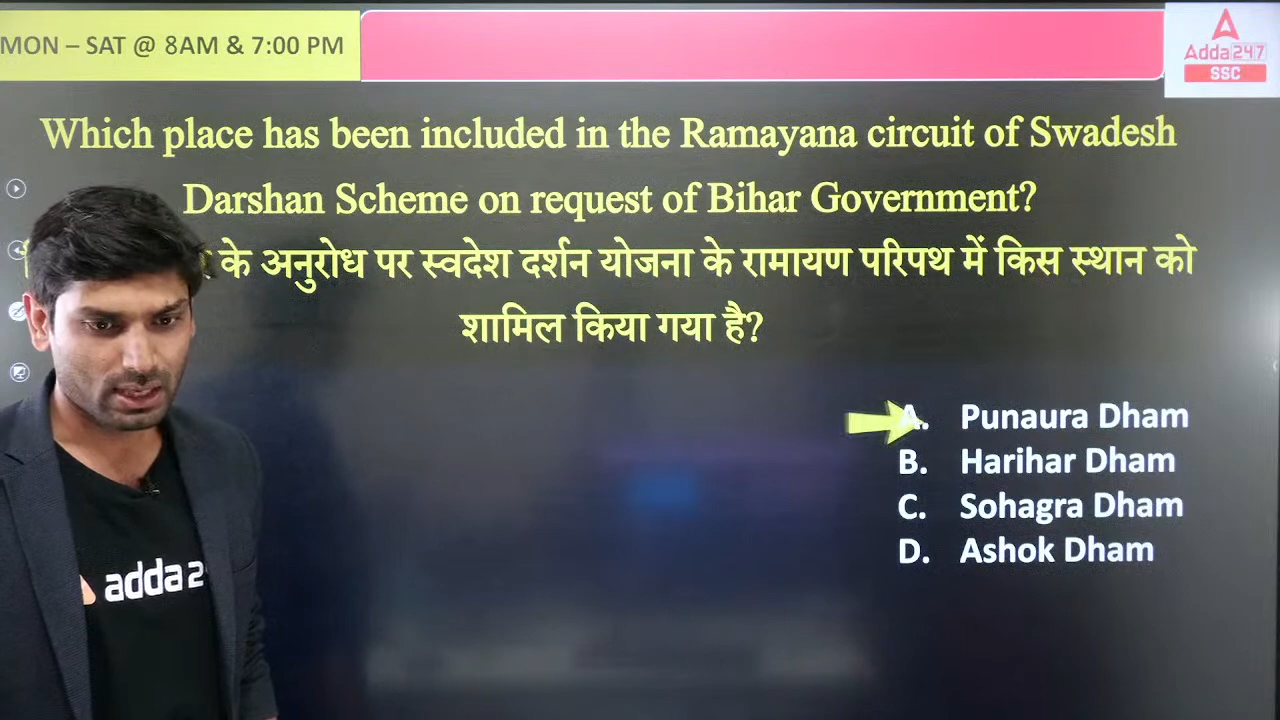 MON – SAT @ 8AM & 7:00 PM
Adda247
SSC
Which place has been included in the Ramayana circuit of Swadesh
Darshan Scheme on request of Bihar Government?
के अनुरोध पर स्वदेश दर्शन योजना के रामायण परिपथ में किस स्थान को
शामिल किया गया है?
A. Punaura Dham
B. Harihar Dham
C. Sohagra Dham
D. Ashok Dham
adda 2